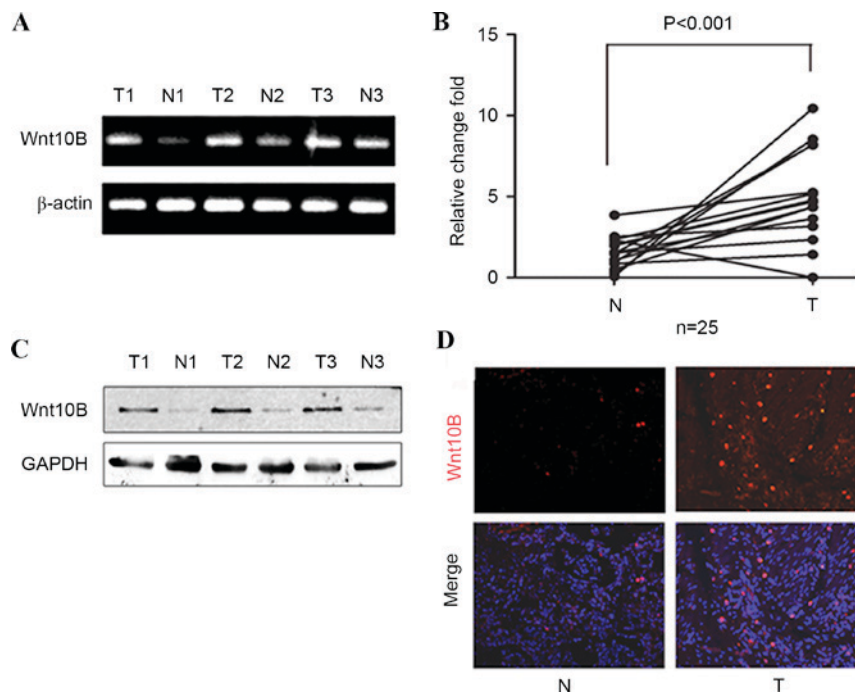 A
T1 N1 T2 N2 T3 N3
Wnt10B
β-actin
B
P<0.001
15
10
5
0
Relative change fold
N T
n=25
C
T1 N1 T2 N2 T3 N3
Wnt10B
GAPDH
D
Wnt10B
Merge
N T